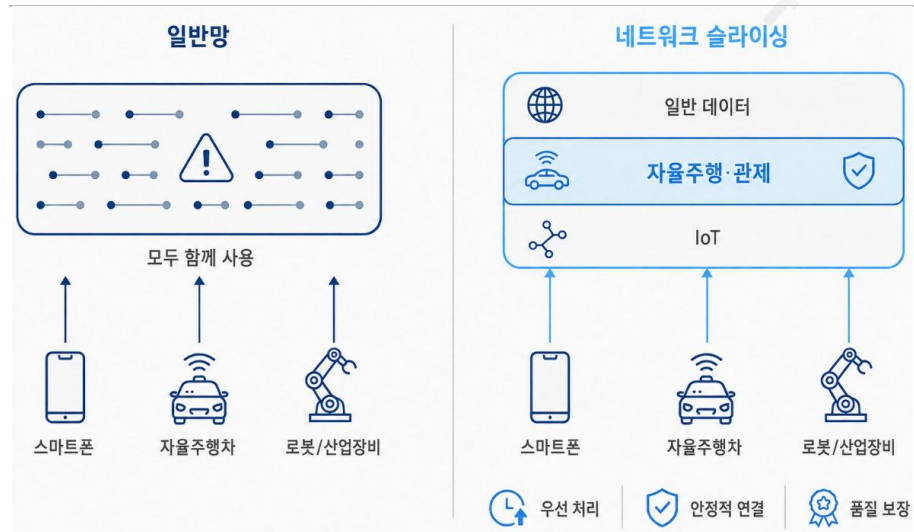 일반망
모두 함께 사용
스마트폰
자율주행차
로봇/산업장비
네트워크 슬라이싱
일반 데이터
자율주행·관제
IoT
스마트폰
자율주행차
로봇/산업장비
우선 처리
안정적 연결
품질 보장